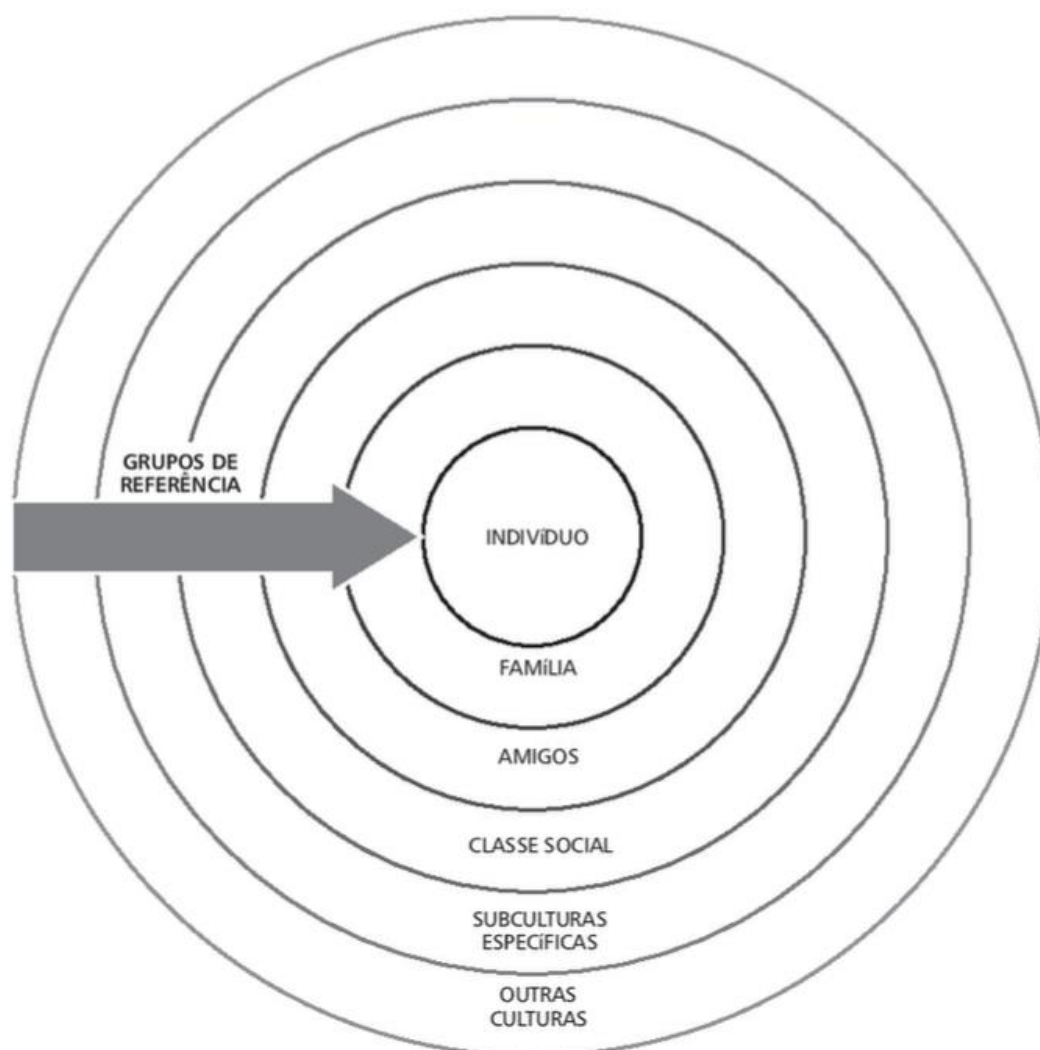 GRUPOS DE
REFERÊNCIA
INDIVíDUO
FAMíLIA
AMIGOS
CLASSE SOCIAL
SUBCULTURAS
ESPECíFICAS
OUTRAS
CULTURAS